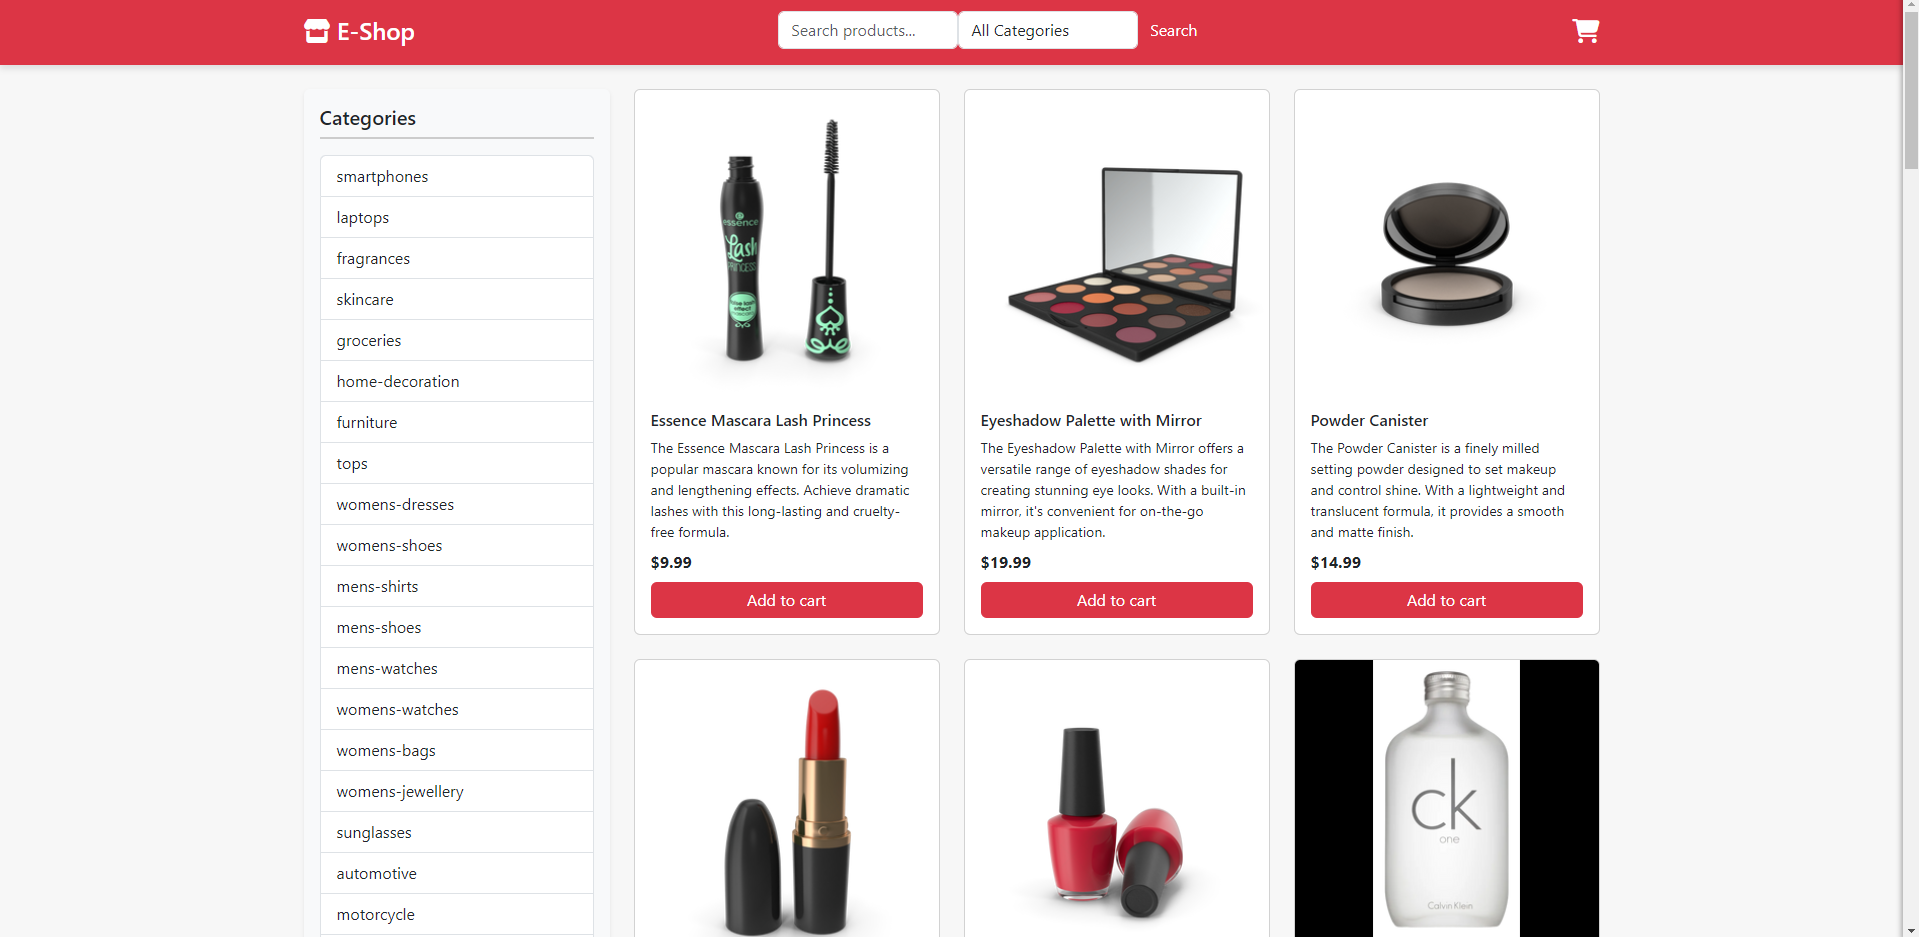 E-Shop
Search products...
All Categories
Search
Categories
smartphones
laptops
fragrances
skincare
groceries
home-decoration
furniture
tops
womens-dresses
womens-shoes
mens-shirts
mens-shoes
mens-watches
womens-watches
womens-bags
womens-jewellery
sunglasses
automotive
motorcycle
essence
Lash
PRINCESS
false lash
effect
Essence Mascara Lash Princess
The Essence Mascara Lash Princess is a
popular mascara known for its volumizing
and lengthening effects. Achieve dramatic
lashes with this long-lasting and cruelty-
free formula.
$9.99
Add to cart
Eyeshadow Palette with Mirror
The Eyeshadow Palette with Mirror offers a
versatile range of eyeshadow shades for
creating stunning eye looks. With a built-in
mirror, it's convenient for on-the-go
makeup application.
$19.99
Add to cart
Powder Canister
The Powder Canister is a finely milled
setting powder designed to set makeup
and control shine. With a lightweight and
translucent formula, it provides a smooth
and matte finish.
$14.99
Add to cart
ck
one
Calvin Klein